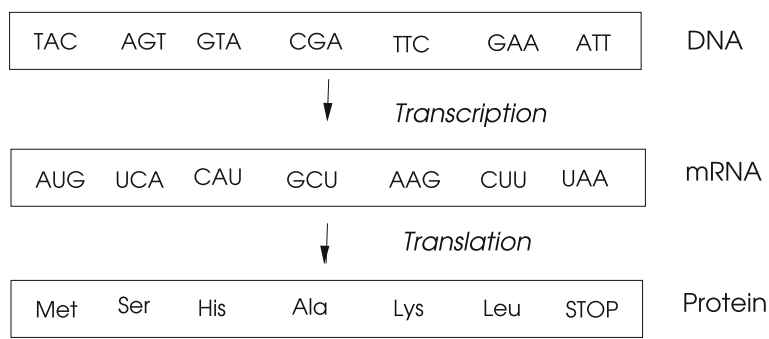 TAC AGT GTA CGA TTC GAA ATT DNA
Transcription
AUG UCA CAU GCU AAG CUU UAA mRNA
Translation
Met Ser His Ala Lys Leu STOP Protein